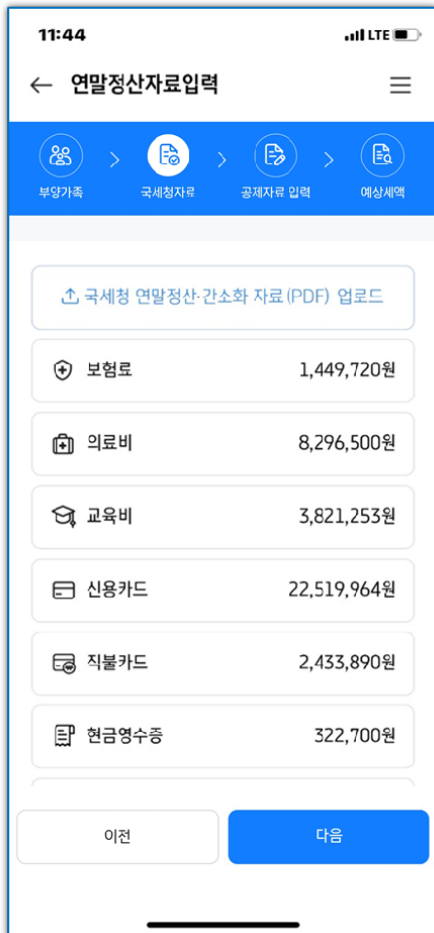 11:44
LTE
연말정산자료입력
부양가족 국세청자료 공제자료 입력 예상세액
국세청 연말정산·간소화 자료(PDF) 업로드
보험료 1,449,720원
의료비 8,296,500원
교육비 3,821,253원
신용카드 22,519,964원
직불카드 2,433,890원
현금영수증 322,700원
이전 다음